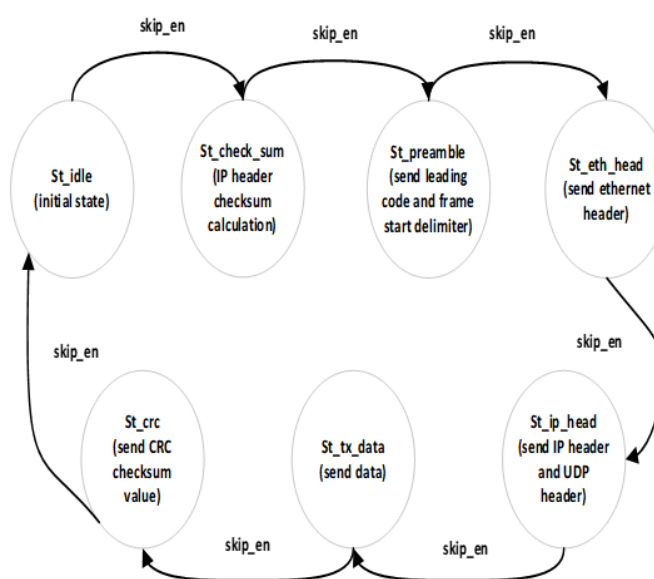 skip_en
skip_en
skip_en
St_idle
(initial state)
St_check_sum
(IP header
checksum
calculation)
St_preamble
(send leading
code and frame
start delimiter)
St_eth_head
(send ethernet
header)
skip_en
skip_en
St_crc
(send CRC
checksum
value)
St_tx_data
(send data)
St_ip_head
(send IP header
and UDP
header)
skip_en
skip_en